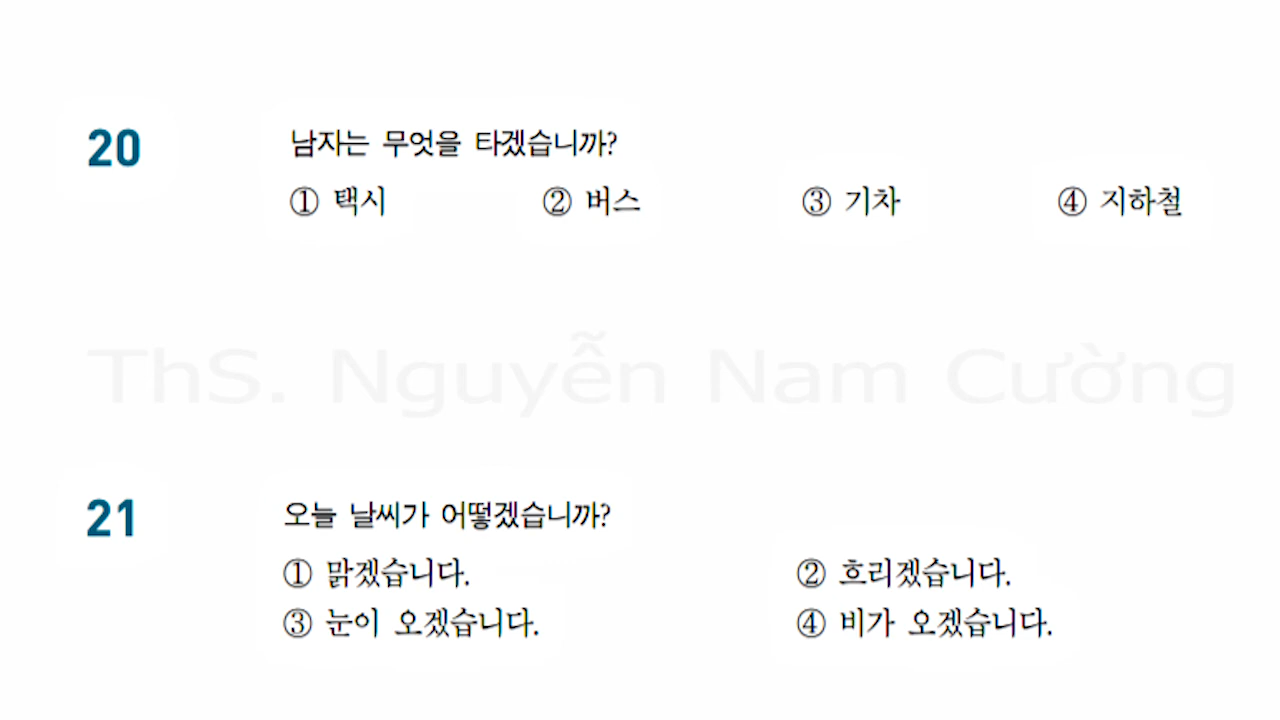 20 남자는 무엇을 타겠습니까?
① 택시 ② 버스 ③ 기차 ④ 지하철
ThS. Nguyễn Nam Cường
21 오늘 날씨가 어떻겠습니까?
① 맑겠습니다. ② 흐리겠습니다.
③ 눈이 오겠습니다. ④ 비가 오겠습니다.